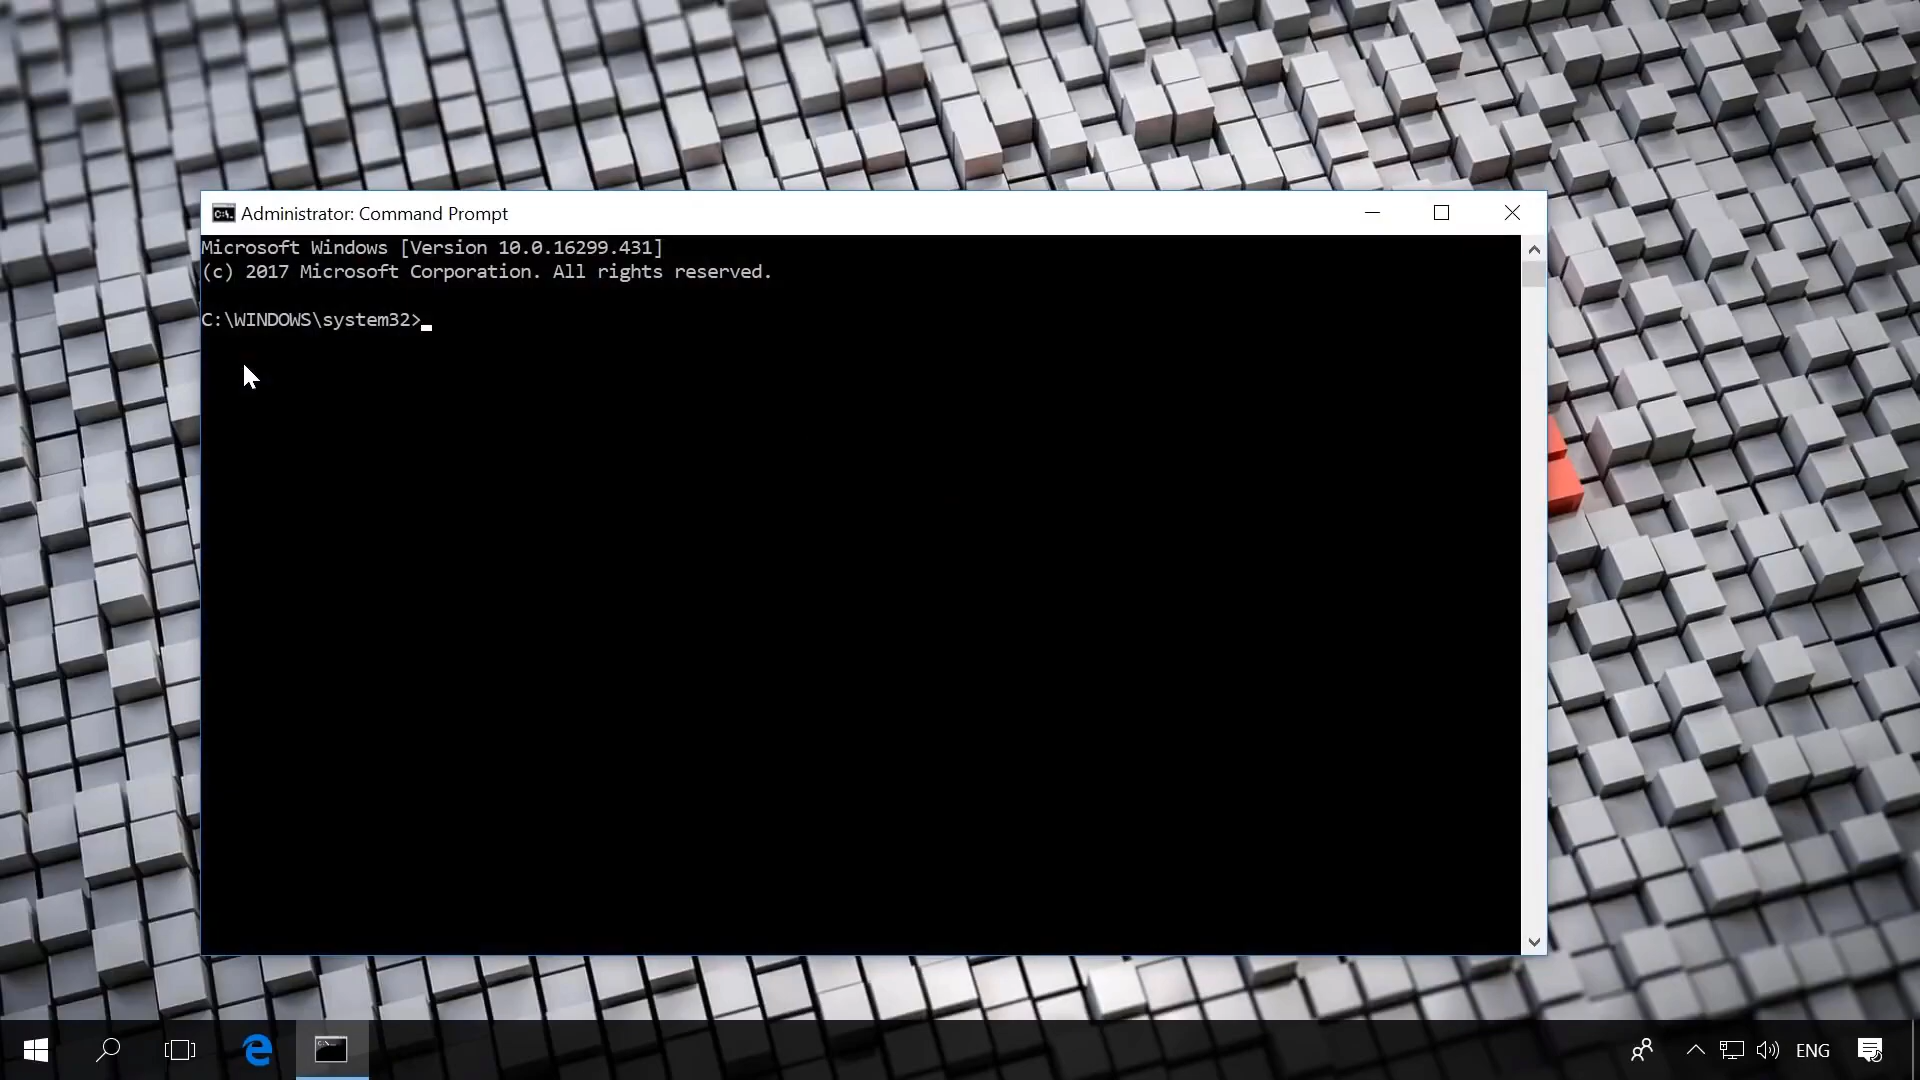 Administrator: Command Prompt
Microsoft Windows [Version 10.0.16299.431]
(c) 2017 Microsoft Corporation. All rights reserved.
C:\WINDOWS\system32>
ENG